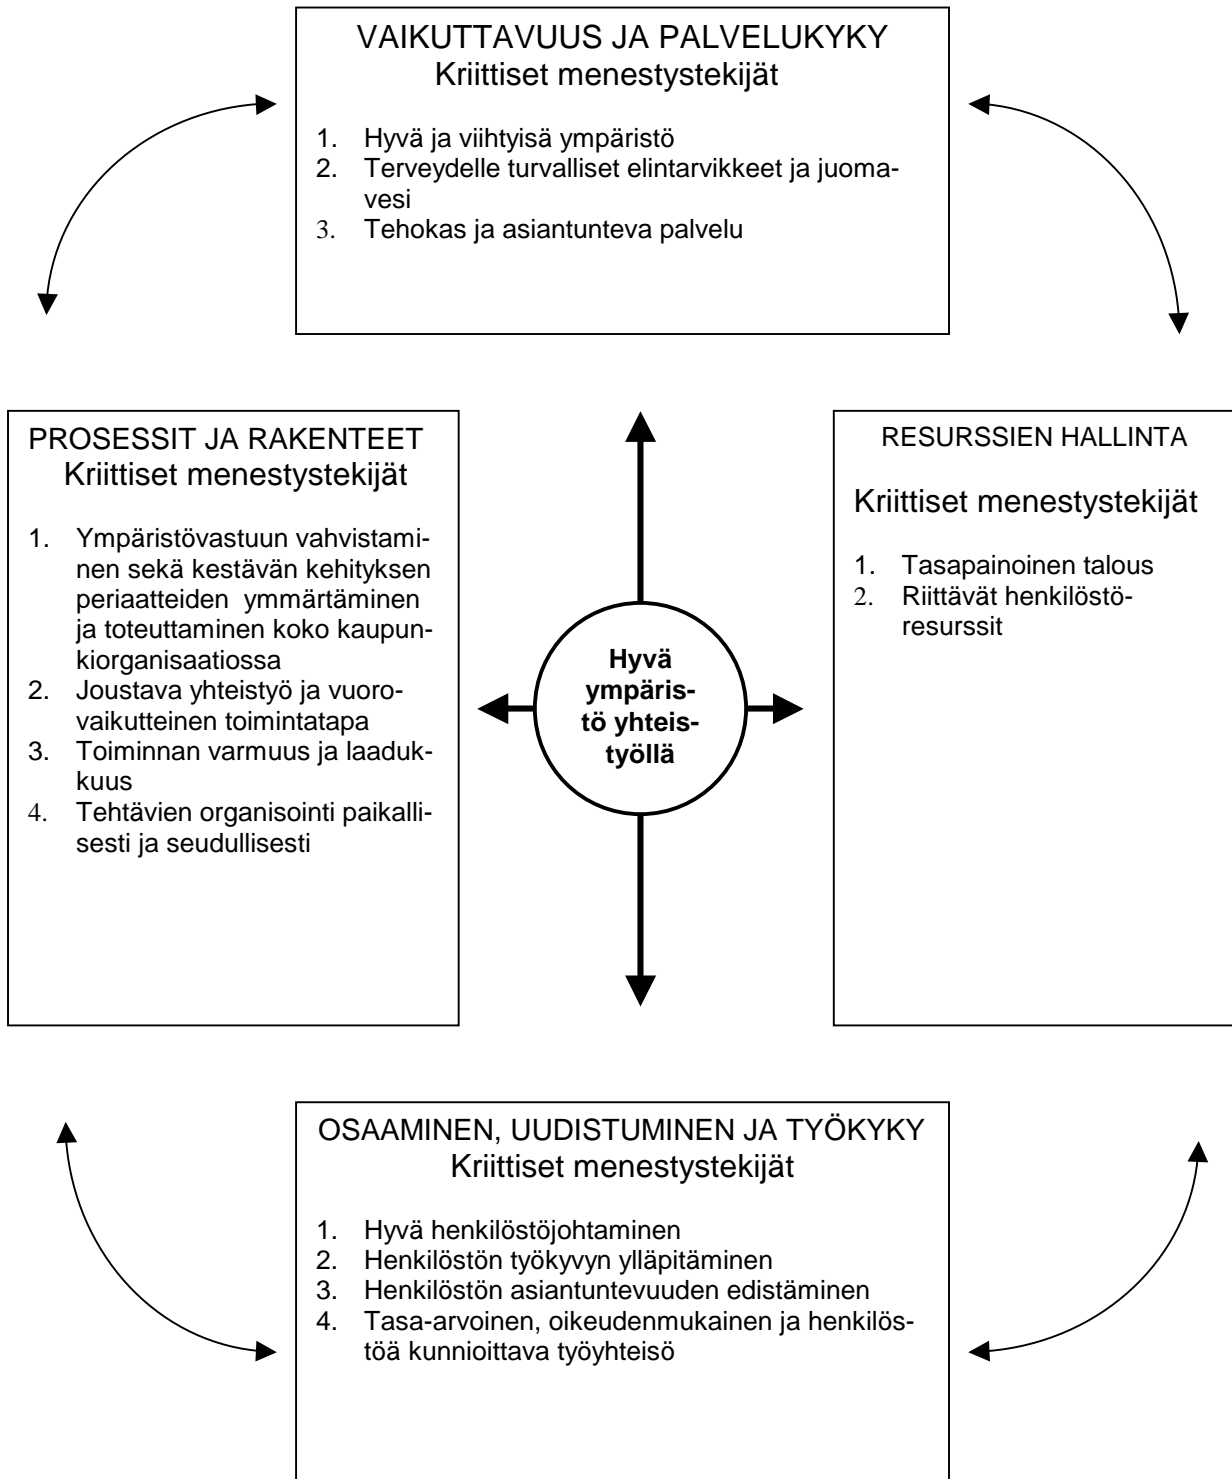 VAIKUTTAVUUS JA PALVELUKYKY
Kriittiset menestystekijät
1. Hyvä ja viihtyisä ympäristö
2. Terveydelle turvalliset elintarvikkeet ja juoma-
vesi
3. Tehokas ja asiantunteva palvelu
PROSESSIT JA RAKENTEET
Kriittiset menestystekijät
1. Ympäristövastuun vahvistami-
nen sekä kestävän kehityksen
periaatteiden ymmärtäminen
ja toteuttaminen koko kaupun-
kiorganisaatiossa
2. Joustava yhteistyö ja vuoro-
vaikutteinen toimintatapa
3. Toiminnan varmuus ja laaduk-
kuus
4. Tehtävien organisointi paikalli-
sesti ja seudullisesti
Hyvä
ympäris-
tö yhteis-
työllä
RESURSSIEN HALLINTA
Kriittiset menestystekijät
1. Tasapainoinen talous
2. Riittävät henkilöstö-
resurssit
OSAAMINEN, UUDISTUMINEN JA TYÖKYKY
Kriittiset menestystekijät
1. Hyvä henkilöstöjohtaminen
2. Henkilöstön työkyvyn ylläpitäminen
3. Henkilöstön asiantuntevuuden edistäminen
4. Tasa-arvoinen, oikeudenmukainen ja henkilös-
töä kunnioittava työyhteisö